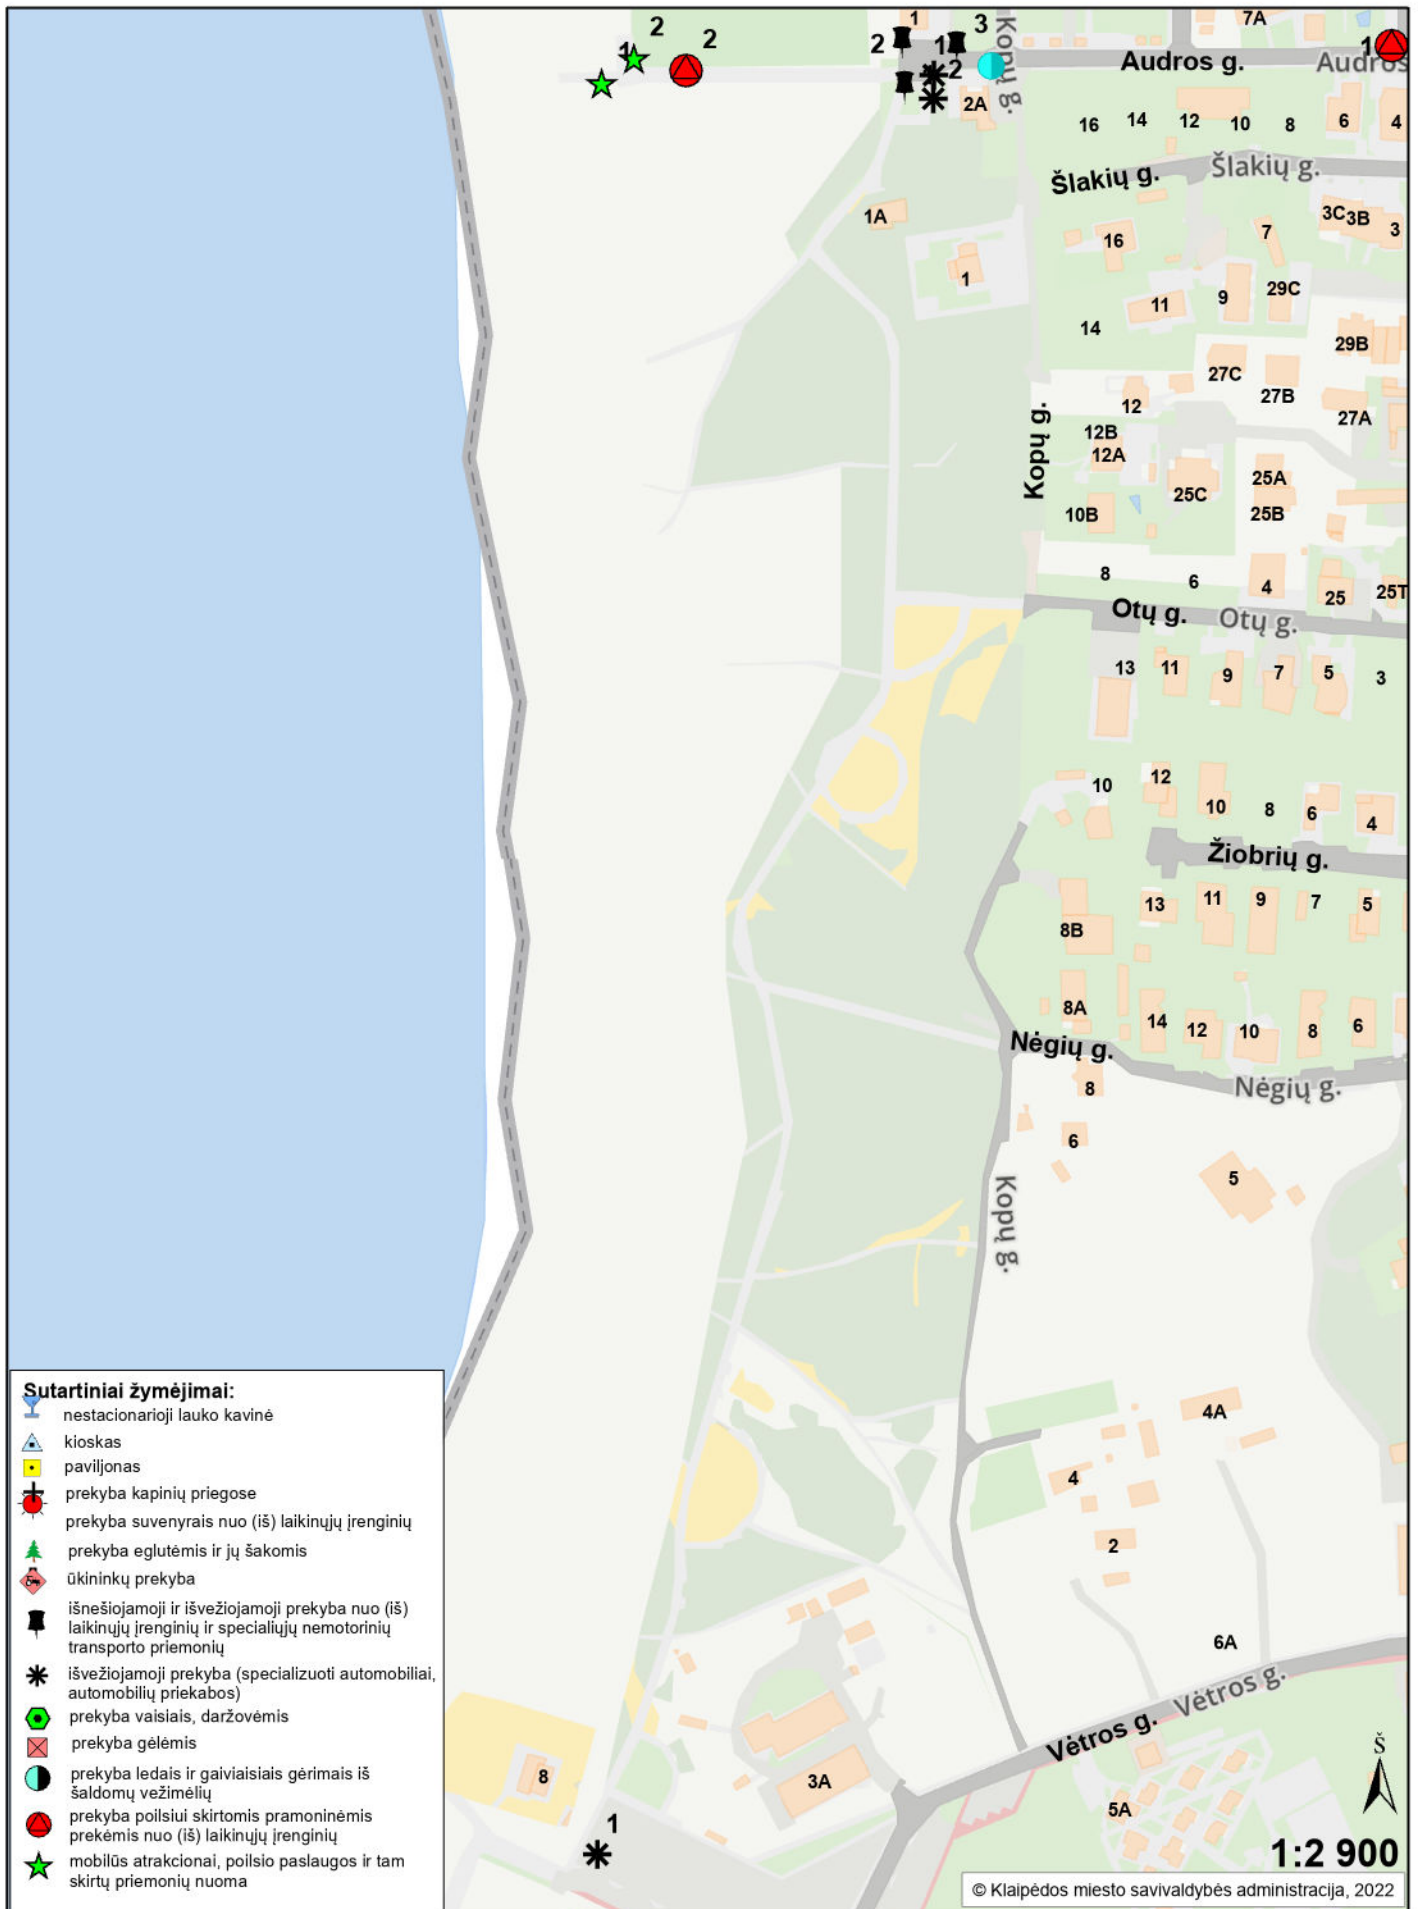 1
3
7A
2
2
2
1
1
2
1
Kopų g.
Audros g.
Audros
2A
16
14
12
10
8
6
4
Šlakių g.
Šlakių g.
1A
3C
3B
3
16
7
1
9
29C
11
14
29B
27C
27B
27A
12
Kopų g.
12B
12A
25A
25C
25B
10B
8
6
4
25
25T
Otų g.
Otų g.
13
11
9
7
5
3
10
12
10
8
6
4
Žiobrių g.
13
11
9
7
5
8B
8A
14
12
10
8
6
Nėgių g.
Nėgių g.
8
6
5
Kopų g.
4A
4
2
6A
Vėtros g.
Vėtros g.
8
3A
5A
1
Š
1:2 900
© Klaipėdos miesto savivaldybės administracija, 2022
Sutartiniai žymėjimai:
nestacionarioji lauko kavinė
kioskas
paviljonas
prekyba kapinių priegose
prekyba suvenyrais nuo (iš) laikinųjų įrenginių
prekyba eglutėmis ir jų šakomis
ūkininkų prekyba
išnešiojamoji ir išvežiojamoji prekyba nuo (iš)
laikinųjų įrenginių ir specialiųjų nemotorinių
transporto priemonių
išvežiojamoji prekyba (specializuoti automobiliai,
automobilių priekabos)
prekyba vaisiais, daržovėmis
prekyba gėlėmis
prekyba ledais ir gaiviaisiais gėrimais iš
šaldomų vežimėlių
prekyba poilsiui skirtomis pramoninėmis
prekėmis nuo (iš) laikinųjų įrenginių
mobilūs atrakcionai, poilsio paslaugos ir tam
skirtų priemonių nuoma